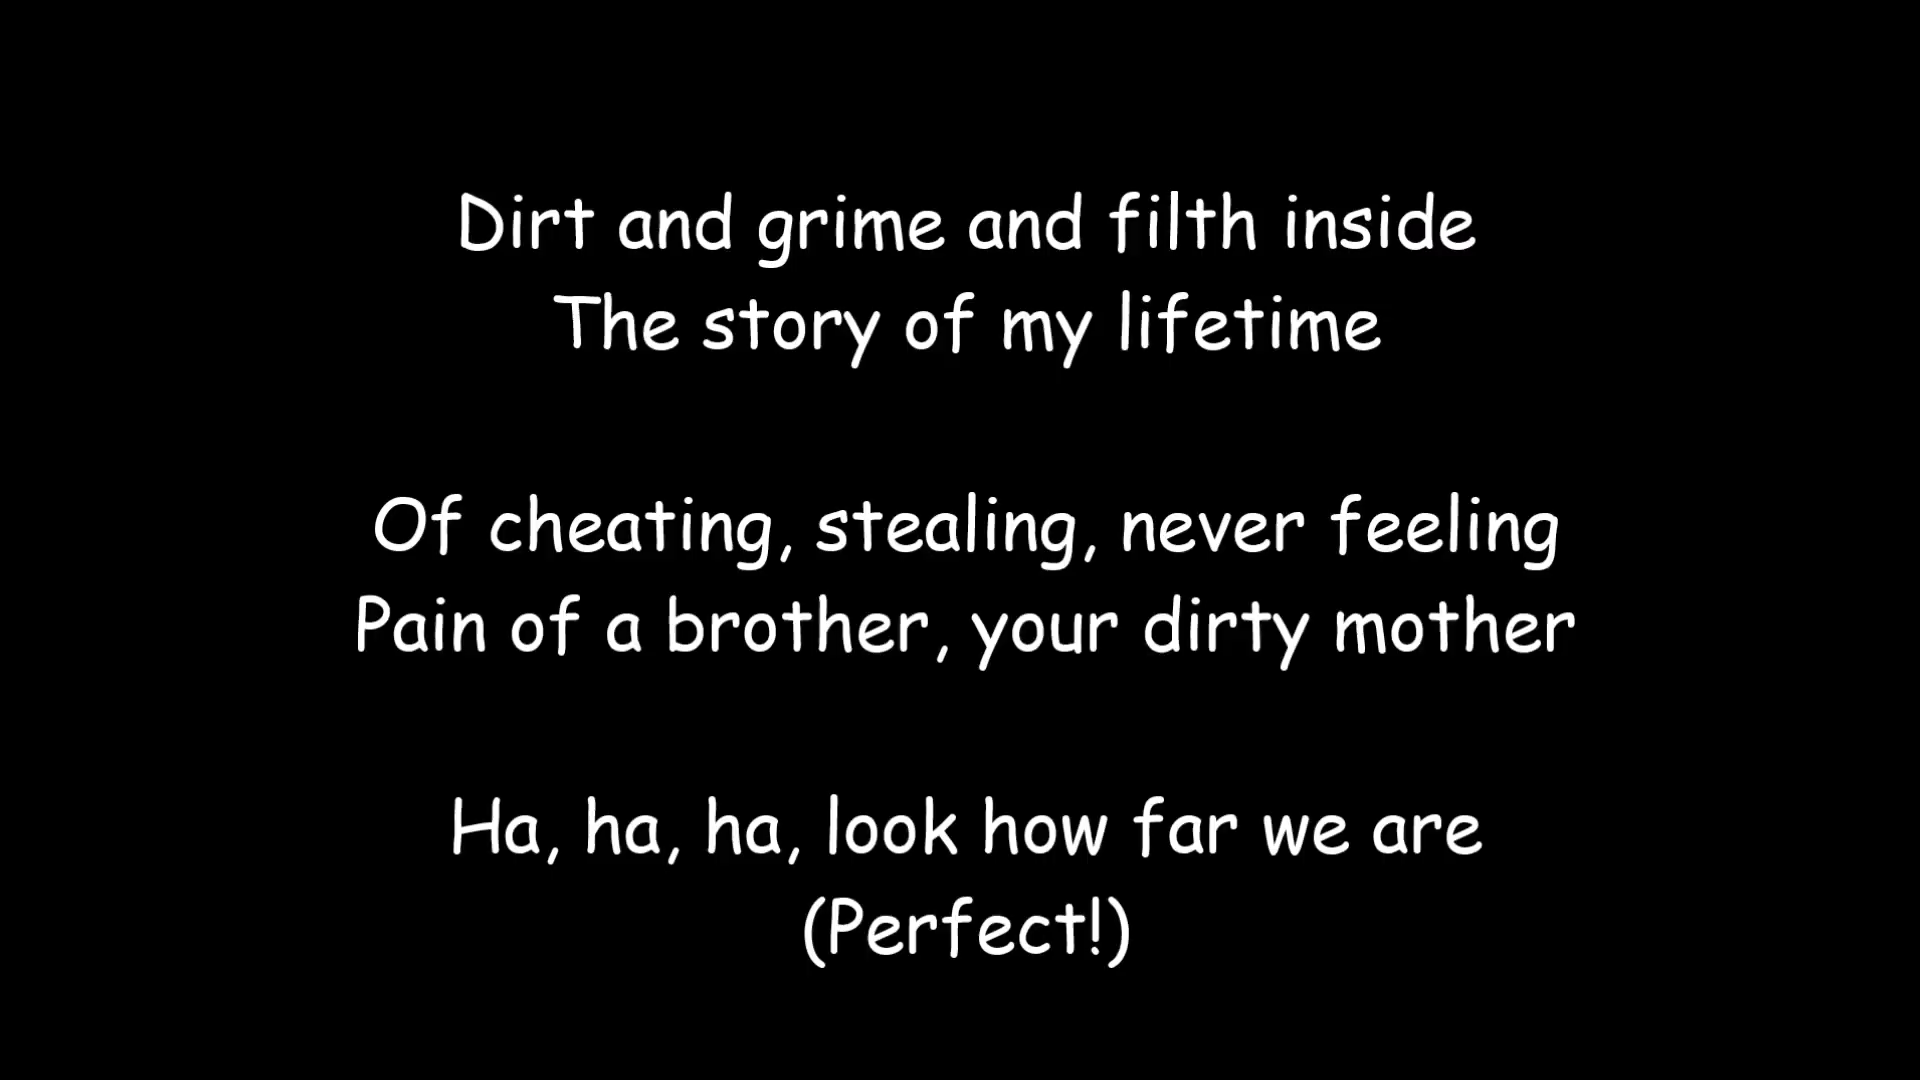 Dirt and grime and filth inside
The story of my lifetime
Of cheating, stealing, never feeling
Pain of a brother, your dirty mother
Ha, ha, ha, look how far we are
(Perfect!)